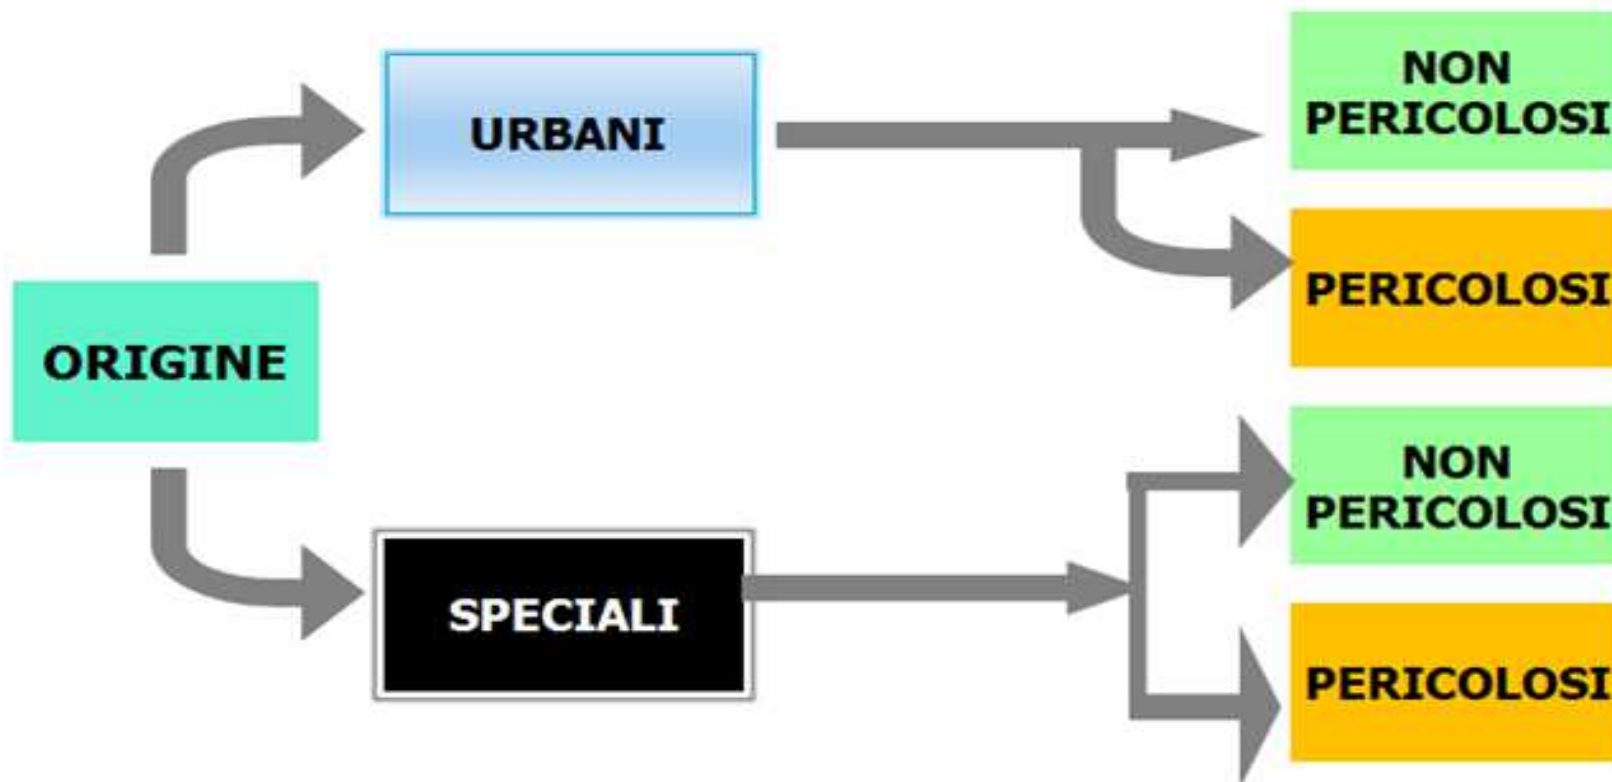 NON
PERICOLOSI
URBANI
PERICOLOSI
ORIGINE
NON
PERICOLOSI
SPECIALI
PERICOLOSI